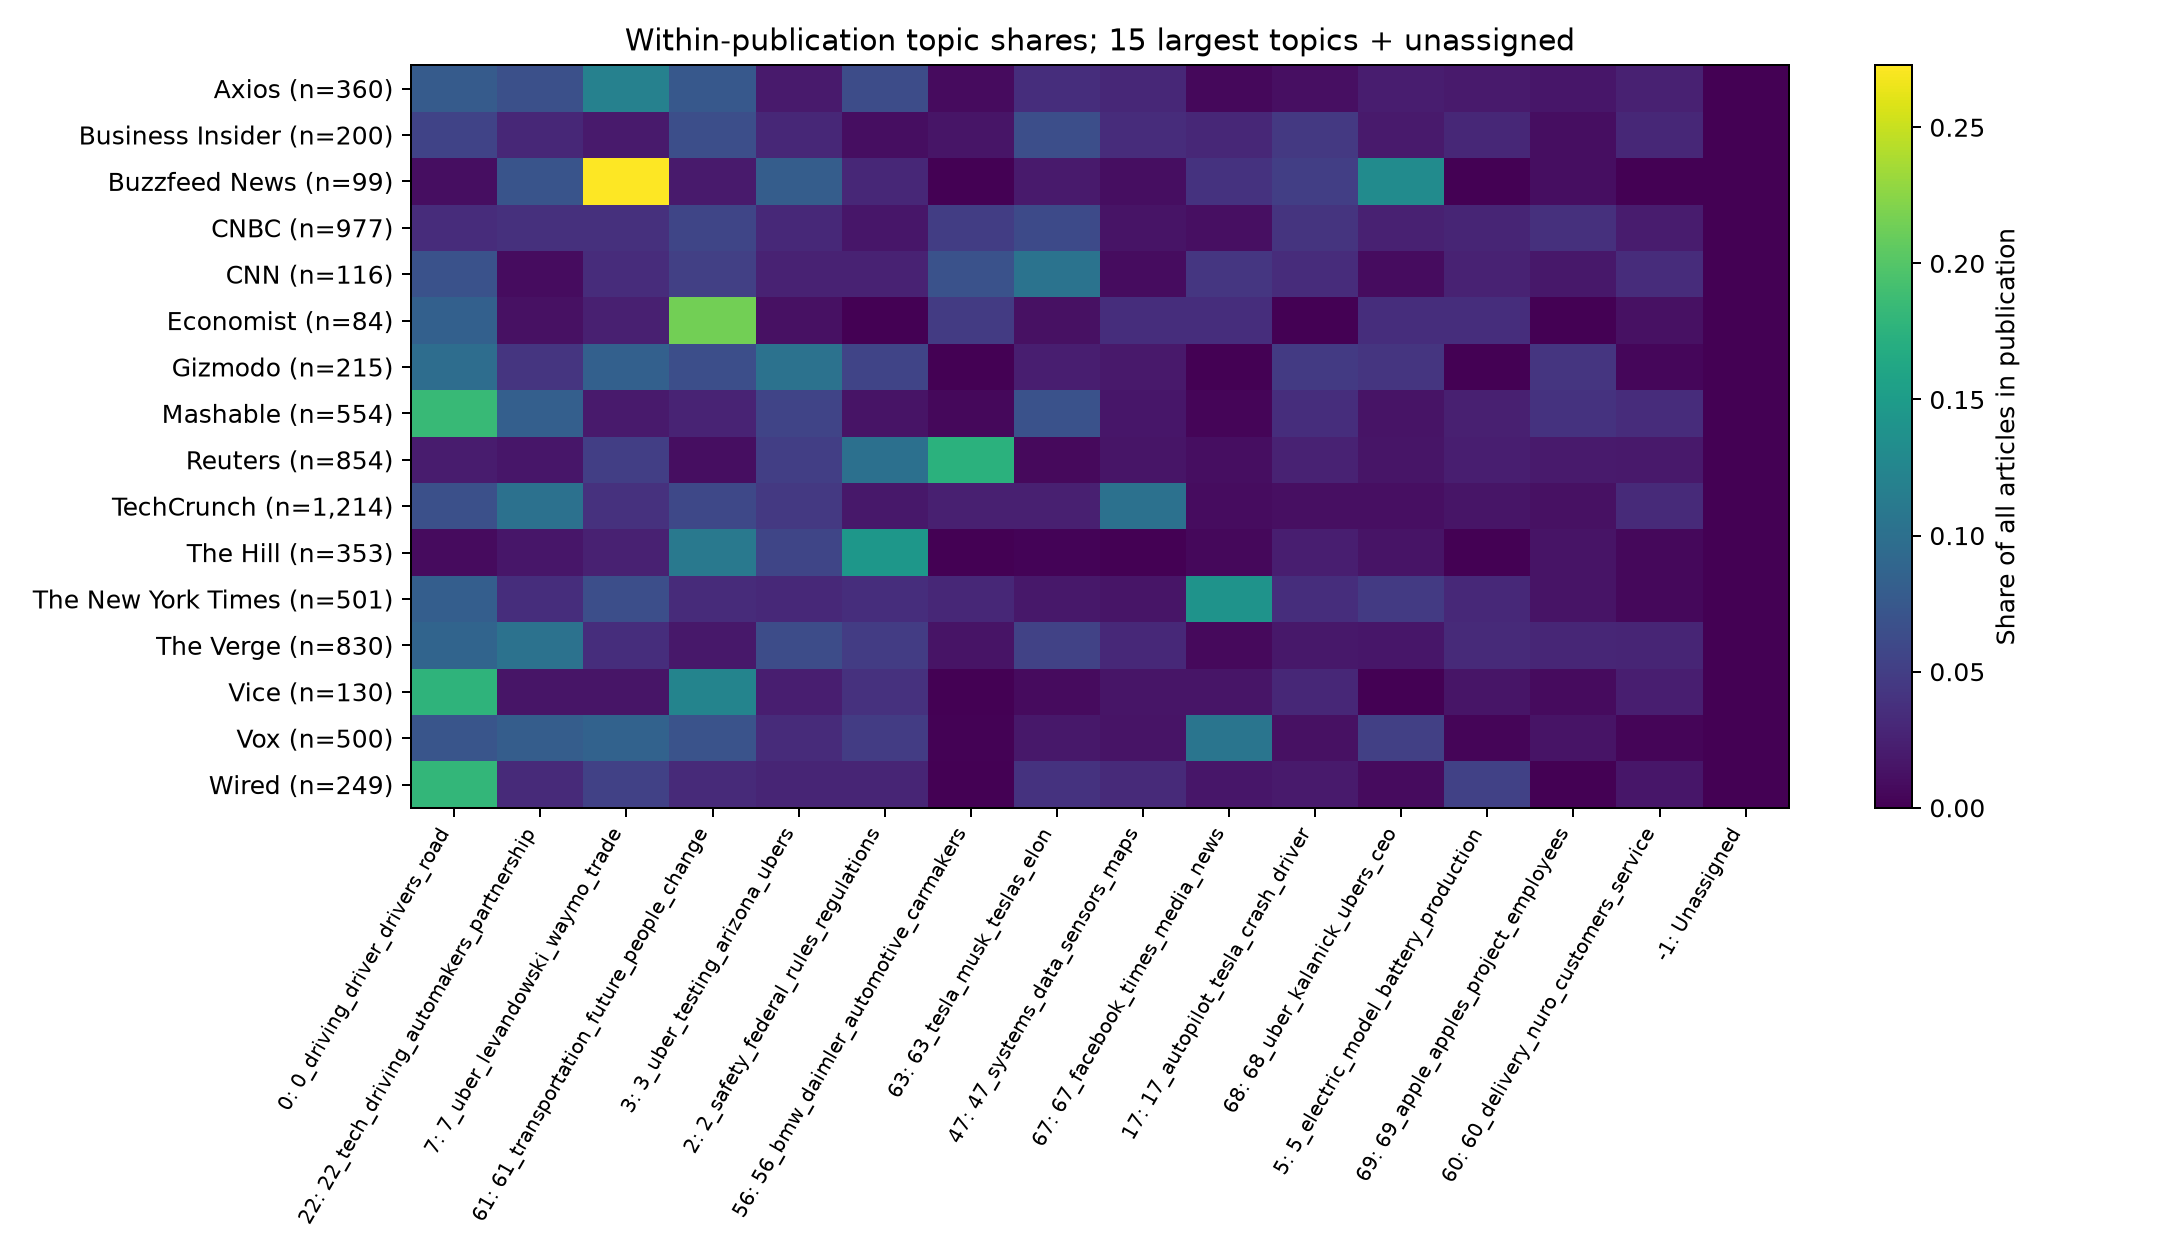 Within-publication topic shares; 15 largest topics + unassigned
Axios (n=360)
Business Insider (n=200)
Buzzfeed News (n=99)
CNBC (n=977)
CNN (n=116)
Economist (n=84)
Gizmodo (n=215)
Mashable (n=554)
Reuters (n=854)
TechCrunch (n=1,214)
The Hill (n=353)
The New York Times (n=501)
The Verge (n=830)
Vice (n=130)
Vox (n=500)
Wired (n=249)
0: 0_driving_driver_drivers_road
22: 22_tech_driving_automakers_partnership
7: 7_uber_levandowski_waymo_trade
61: 61_transportation_future_people_change
3: 3_uber_testing_arizona_ubers
2: 2_safety_federal_rules_regulations
56: 56_bmw_daimler_automotive_carmakers
63: 63_tesla_musk_teslas_elon
47: 47_systems_data_sensors_maps
67: 67_facebook_times_media_news
17: 17_autopilot_tesla_crash_driver
68: 68_uber_kalanick_ubers_ceo
5: 5_electric_model_battery_production
69: 69_apple_apples_project_employees
60: 60_delivery_nuro_customers_service
-1: Unassigned
0.25
0.20
0.15
0.10
0.05
0.00
Share of all articles in publication